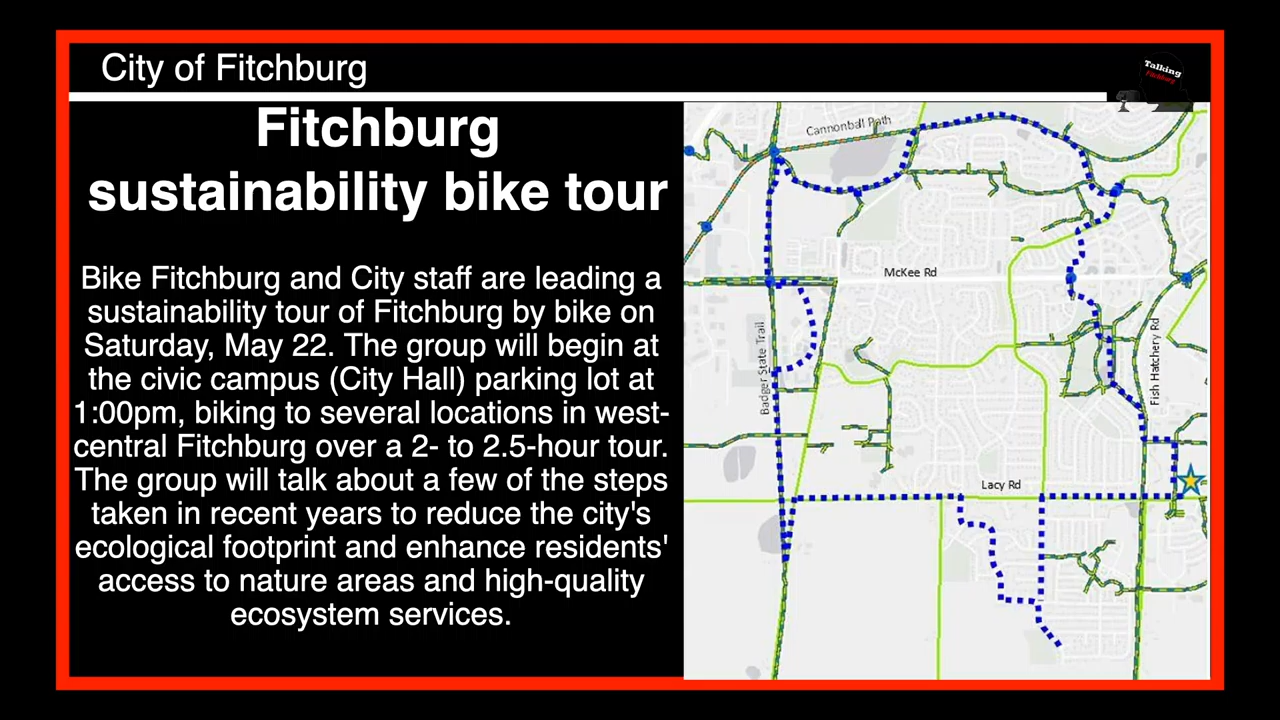 City of Fitchburg
Talking
Fitchburg
Fitchburg
sustainability bike tour
Bike Fitchburg and City staff are leading a
sustainability tour of Fitchburg by bike on
Saturday, May 22. The group will begin at
the civic campus (City Hall) parking lot at
1:00pm, biking to several locations in west-
central Fitchburg over a 2- to 2.5-hour tour.
The group will talk about a few of the steps
taken in recent years to reduce the city's
ecological footprint and enhance residents'
access to nature areas and high-quality
ecosystem services.
Cannonball Path
McKee Rd
Badger State Trail
Fish Hatchery Rd
Lacy Rd